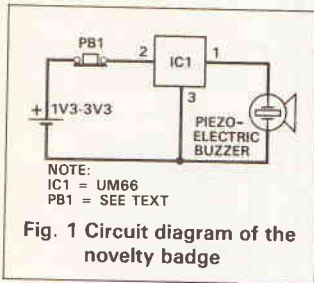 PB1
2
IC1
1
3
+ 1V3-3V3
PIEZO-
ELECTRIC
BUZZER
NOTE:
IC1 = UM66
PB1 = SEE TEXT
Fig. 1 Circuit diagram of the
novelty badge